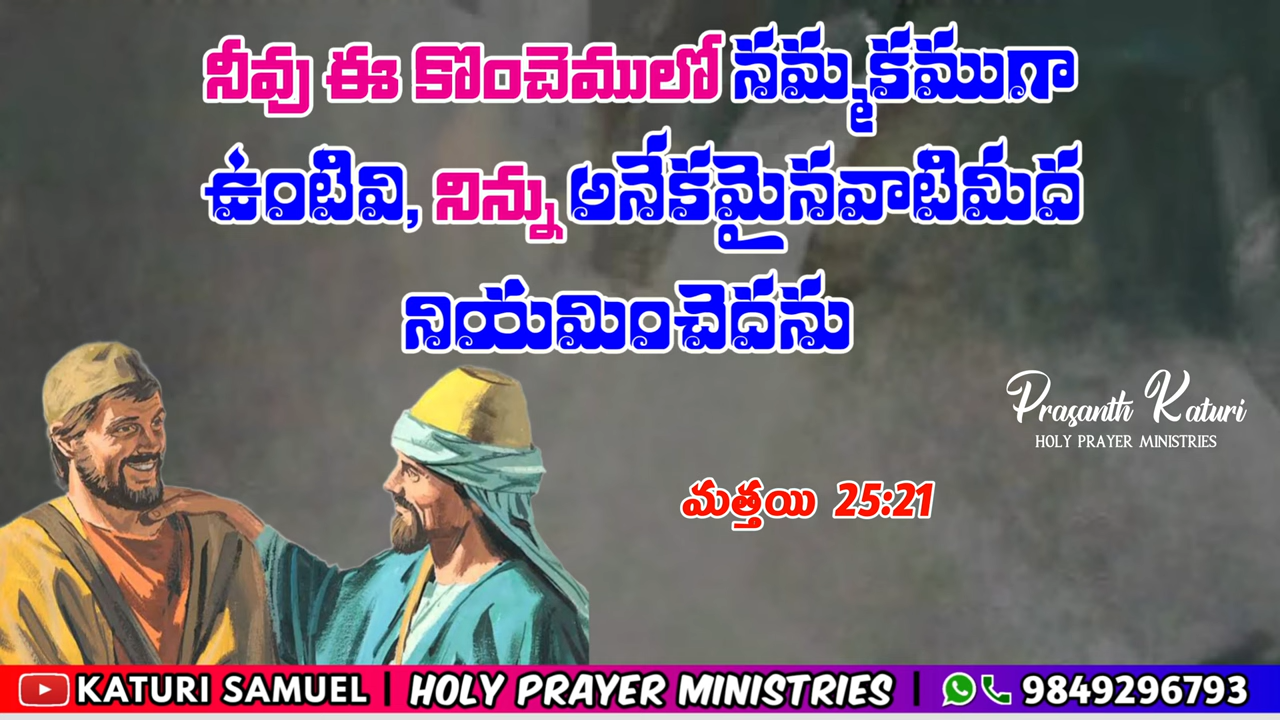 నీవు ఈ కొంచెములో నమ్మకముగా
ఉంటివి, నిన్ను అనేకమైనవాటిమీద
నియమించెదను
Prasanth Katuri
HOLY PRAYER MINISTRIES
మత్తయి 25:21
KATURI SAMUEL | HOLY PRAYER MINISTRIES | 9849296793